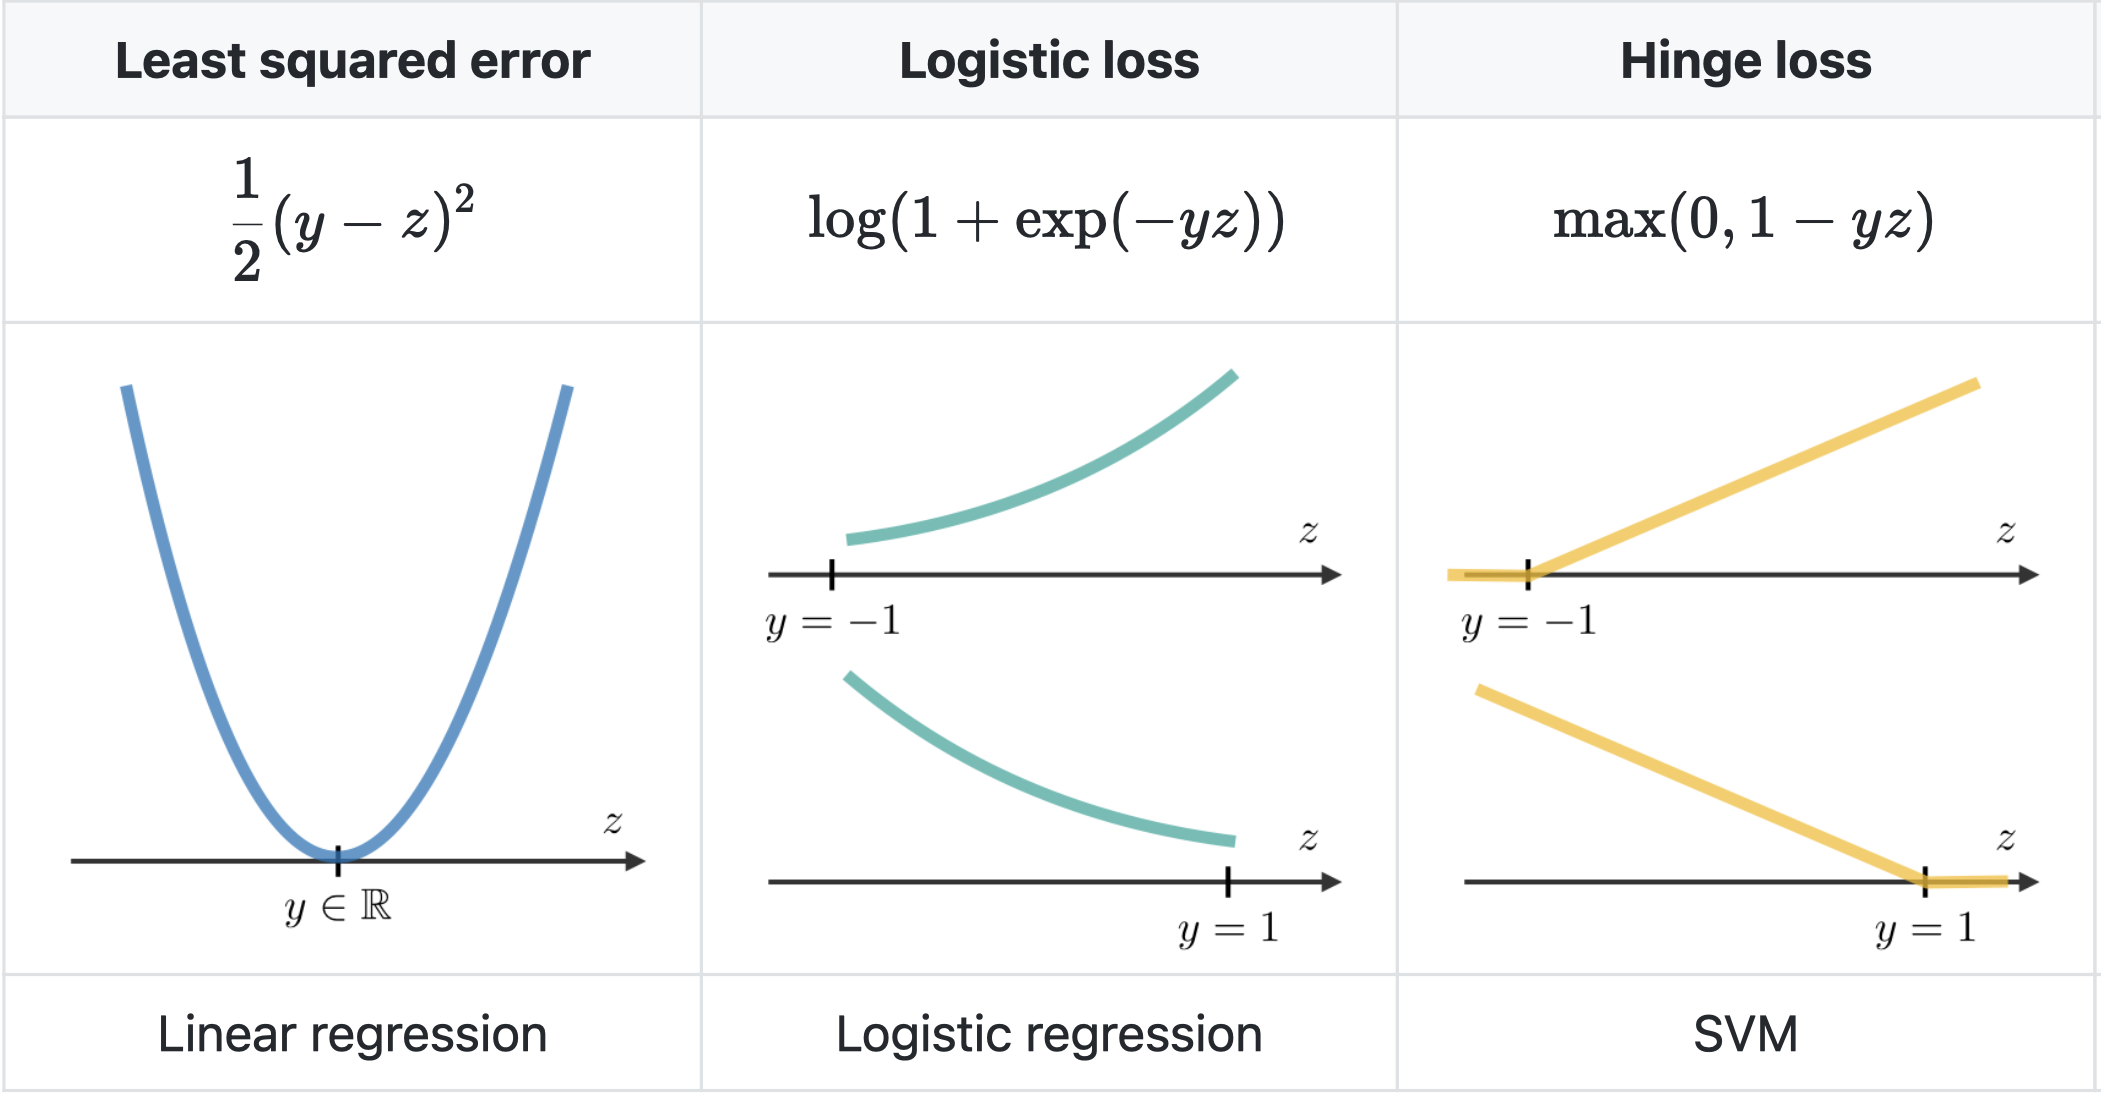 Least squared error
Logistic loss
Hinge loss
\frac{1}{2}(y − z)^2
log(1 + exp(−yz))
max(0, 1 − yz)
z
y ∈ ℝ
z
y = −1
z
y = 1
z
y = −1
z
y = 1
Linear regression
Logistic regression
SVM